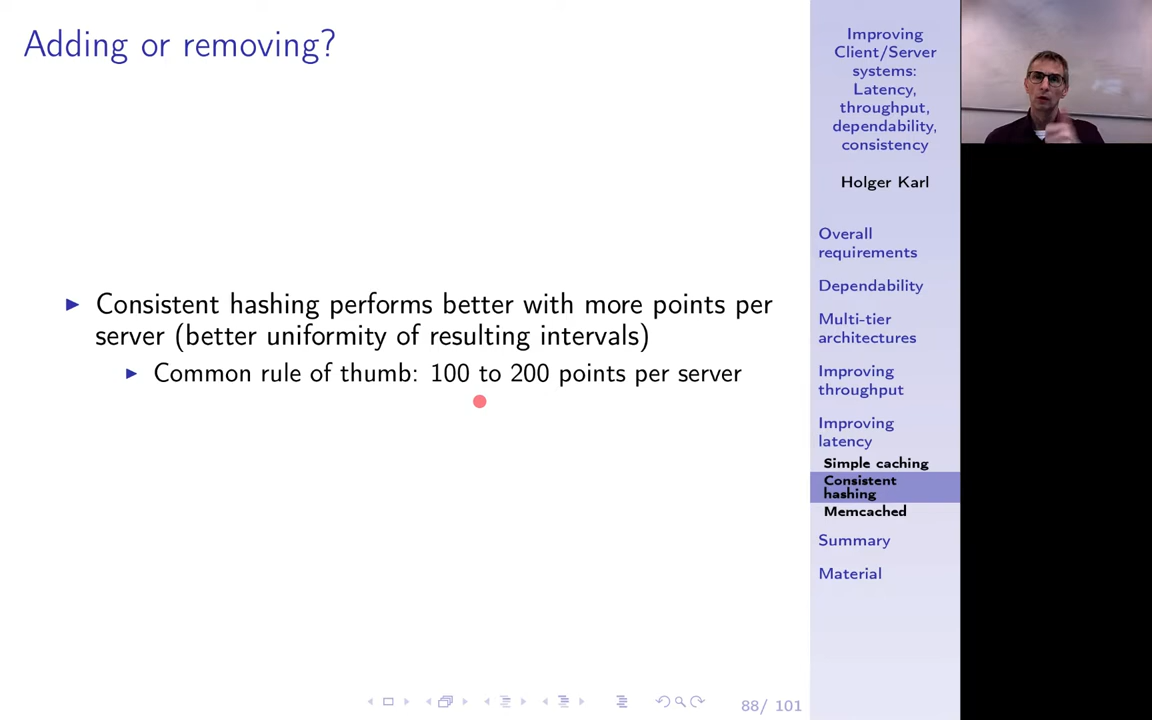 Adding or removing?
Consistent hashing performs better with more points per
server (better uniformity of resulting intervals)
Common rule of thumb: 100 to 200 points per server
88/ 101
Improving
Client/Server
systems:
Latency,
throughput,
dependability,
consistency
Holger Karl
Overall
requirements
Dependability
Multi-tier
architectures
Improving
throughput
Improving
latency
Simple caching
Consistent
hashing
Memcached
Summary
Material